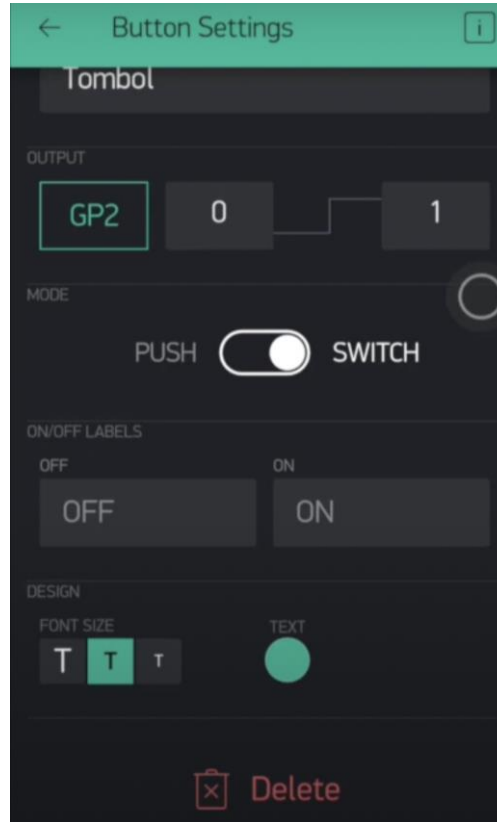 ← Button Settings i
Tombol
OUTPUT
GP2 0 1
MODE
PUSH SWITCH
ON/OFF LABELS
OFF ON
OFF ON
DESIGN
FONT SIZE TEXT
T T T
Delete